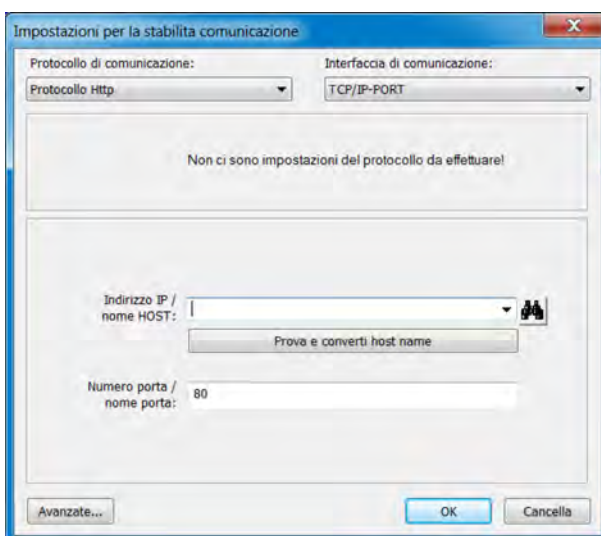 Impostazioni per la stabilita comunicazione
Protocollo di comunicazione:
Interfaccia di comunicazione:
Protocollo Http
TCP/IP-PORT
Non ci sono impostazioni del protocollo da effettuare!
Indirizzo IP /
nome HOST:
Prova e converti host name
Numero porta /
nome porta:
80
Avanzate...
OK
Cancella